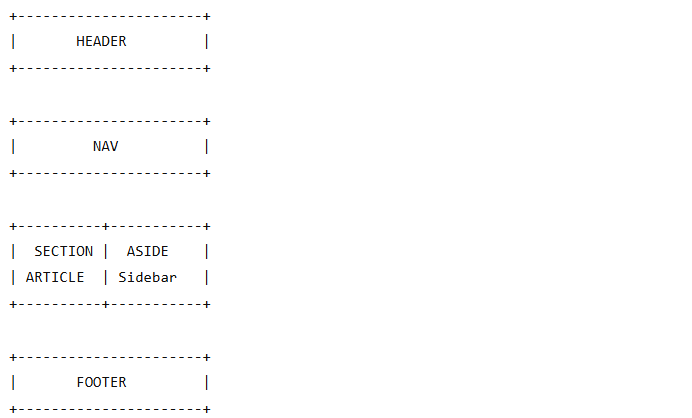 +----------------------+
|       HEADER         |
+----------------------+
+----------------------+
|         NAV          |
+----------------------+
+----------+-----------+
|  SECTION |  ASIDE    |
| ARTICLE  | Sidebar   |
+----------+-----------+
+----------------------+
|       FOOTER         |
+----------------------+